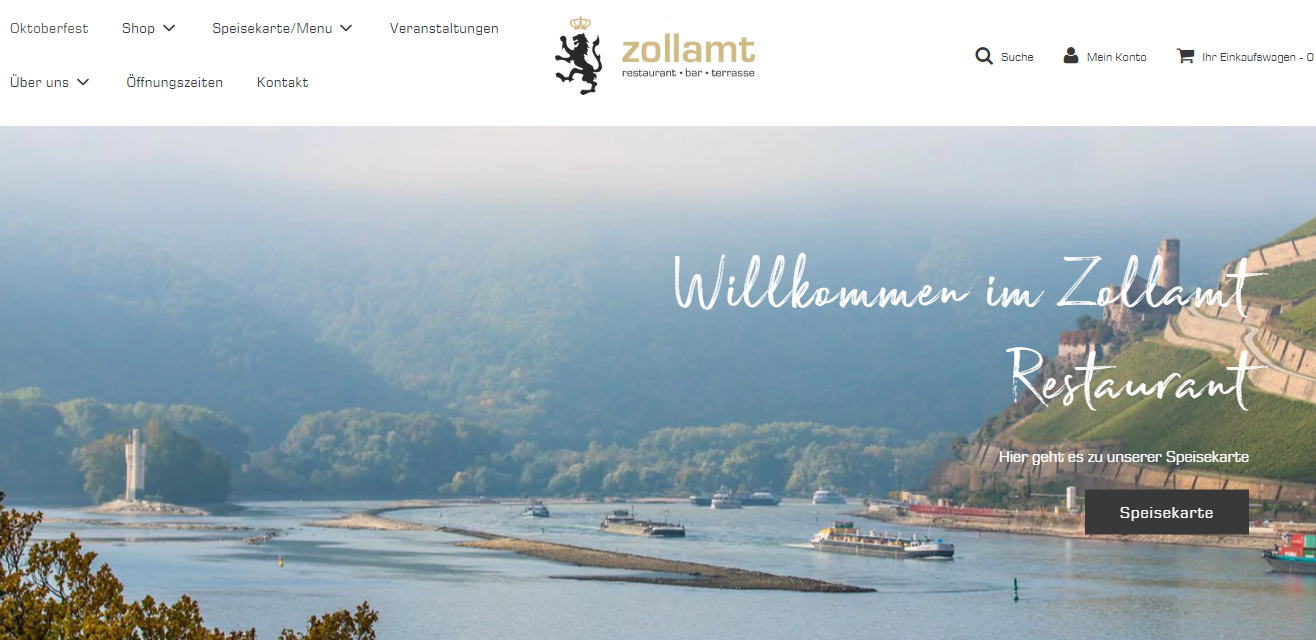 Oktoberfest Shop Speisekarte/Menu Veranstaltungen
Über uns Öffnungszeiten Kontakt
zollamt
restaurant • bar • terrasse
Suche Mein Konto Ihr Einkaufswagen - 0
Willkommen im Zollamt
Restaurant
Hier geht es zu unserer Speisekarte
Speisekarte